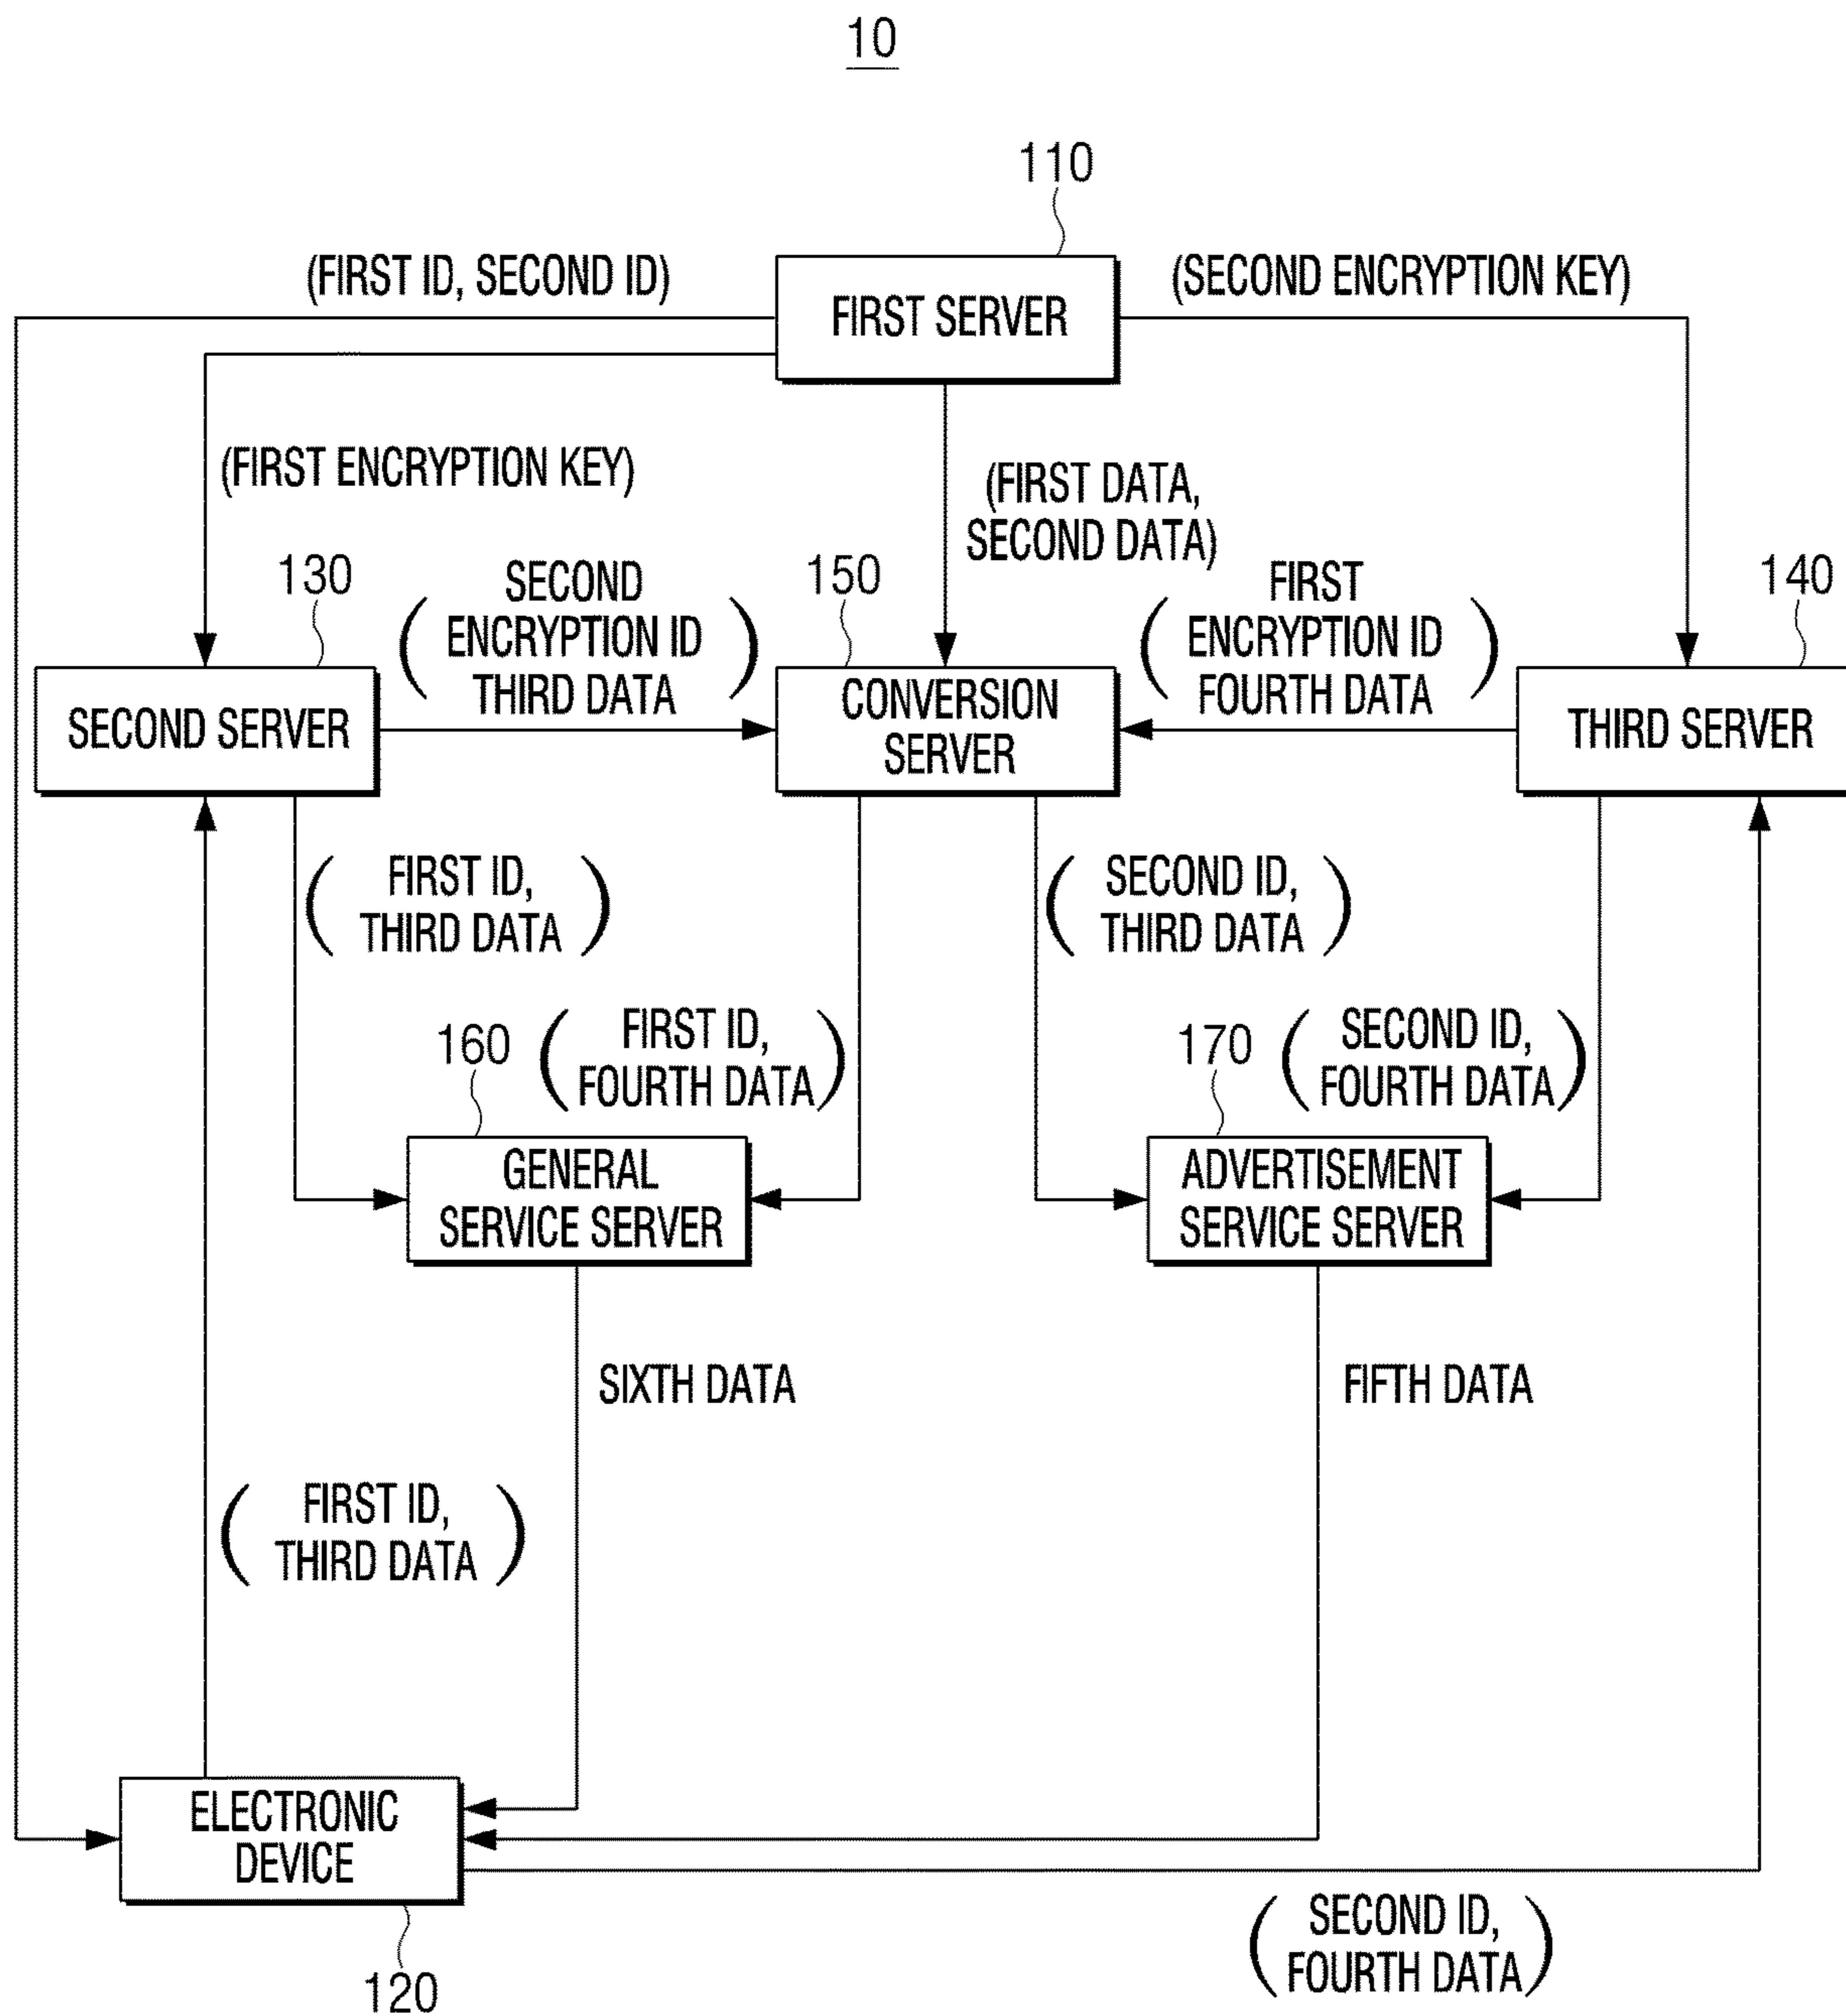 10
110
(FIRST ID, SECOND ID)
(SECOND ENCRYPTION KEY)
FIRST SERVER
(FIRST ENCRYPTION KEY)
(FIRST DATA,
SECOND DATA)
130
(SECOND
ENCRYPTION ID
THIRD DATA)
150
(FIRST
ENCRYPTION ID
FOURTH DATA)
140
SECOND SERVER
CONVERSION
SERVER
THIRD SERVER
(FIRST ID,
THIRD DATA)
(SECOND ID,
THIRD DATA)
160
(FIRST ID,
FOURTH DATA)
170
(SECOND ID,
FOURTH DATA)
GENERAL
SERVICE SERVER
ADVERTISEMENT
SERVICE SERVER
SIXTH DATA
FIFTH DATA
(FIRST ID,
THIRD DATA)
ELECTRONIC
DEVICE
(SECOND ID,
FOURTH DATA)
120